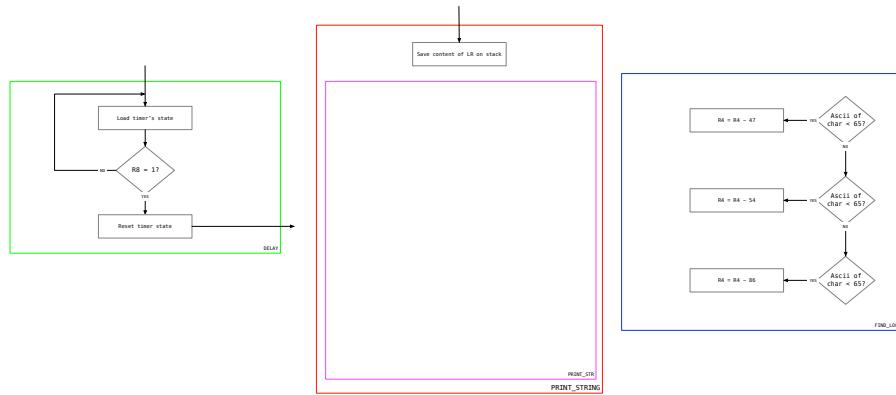 Load timer's state
R8 = 1?
NO
YES
Reset timer state
DELAY
Save content of LR on stack
PRINT_STR
PRINT_STRING
Ascii of
char < 65?
YES
R4 = R4 - 47
NO
Ascii of
char < 65?
YES
R4 = R4 - 54
NO
Ascii of
char < 65?
YES
R4 = R4 - 86